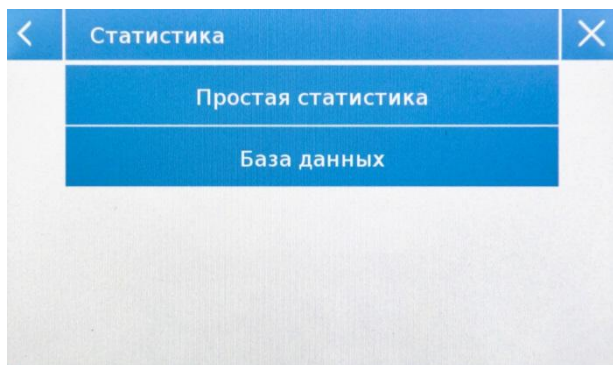 Статистика
Простая статистика
База данных